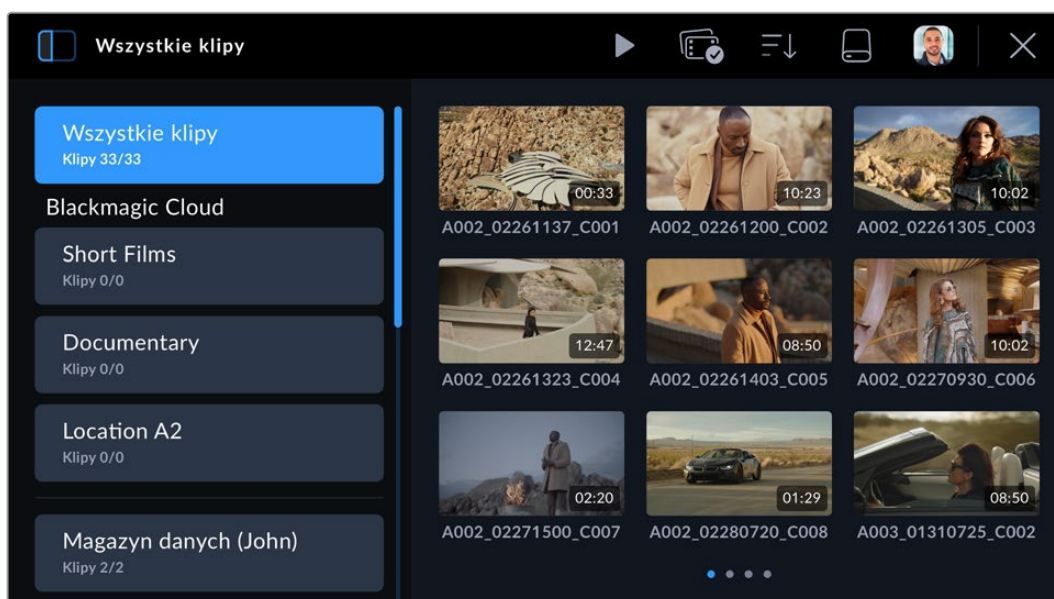 Wszystkie klipy
Wszystkie klipy
Klipy 33/33
Blackmagic Cloud
Short Films
Klipy 0/0
Documentary
Klipy 0/0
Location A2
Klipy 0/0
Magazyn danych (John)
Klipy 2/2
00:33 10:23 10:02
A002_02261137_C001 A002_02261200_C002 A002_02261305_C003
12:47 08:50 10:02
A002_02261323_C004 A002_02261403_C005 A002_02270930_C006
02:20 01:29 08:50
A002_02271500_C007 A002_02280720_C008 A003_01310725_C002